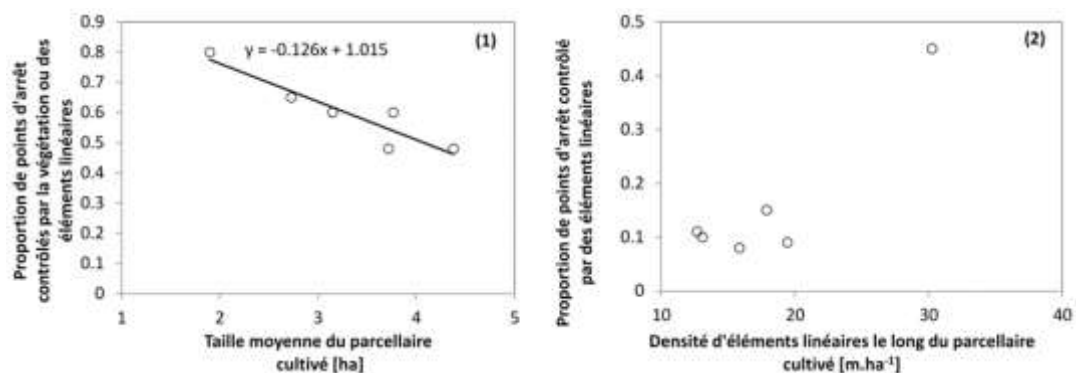 Proportion de points d'arrêt
contrôlés par la végétation ou des
éléments linéaires
0.9
0.8
0.7
0.6
0.5
0.4
0.3
0.2
0.1
0
y = -0.126x + 1.015
(1)
1 2 3 4 5
Taille moyenne du parcellaire
cultivé [ha]
Proportion de points d'arrêt contrôlé
par des éléments linéaires
0.5
0.4
0.3
0.2
0.1
0
(2)
10 20 30 40
Densité d'éléments linéaires le long du parcellaire
cultivé [m.ha⁻¹]